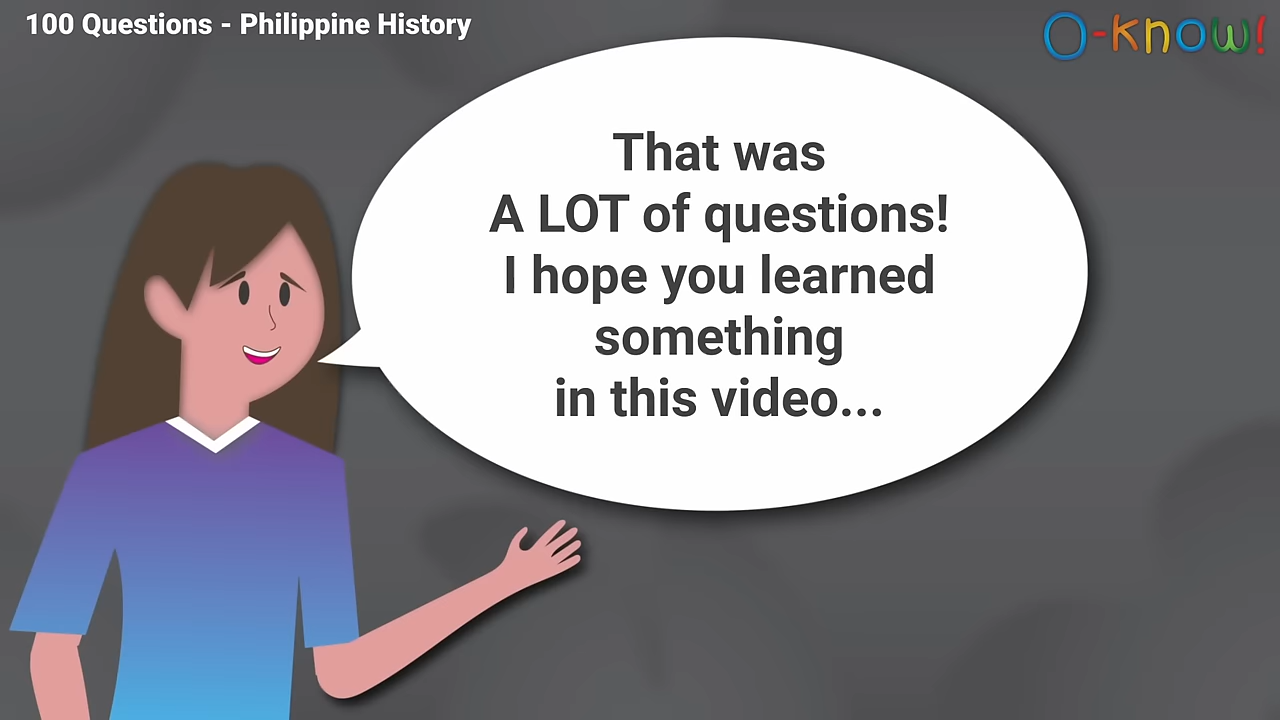 100 Questions - Philippine History
O-know!
That was
A LOT of questions!
I hope you learned
something
in this video...